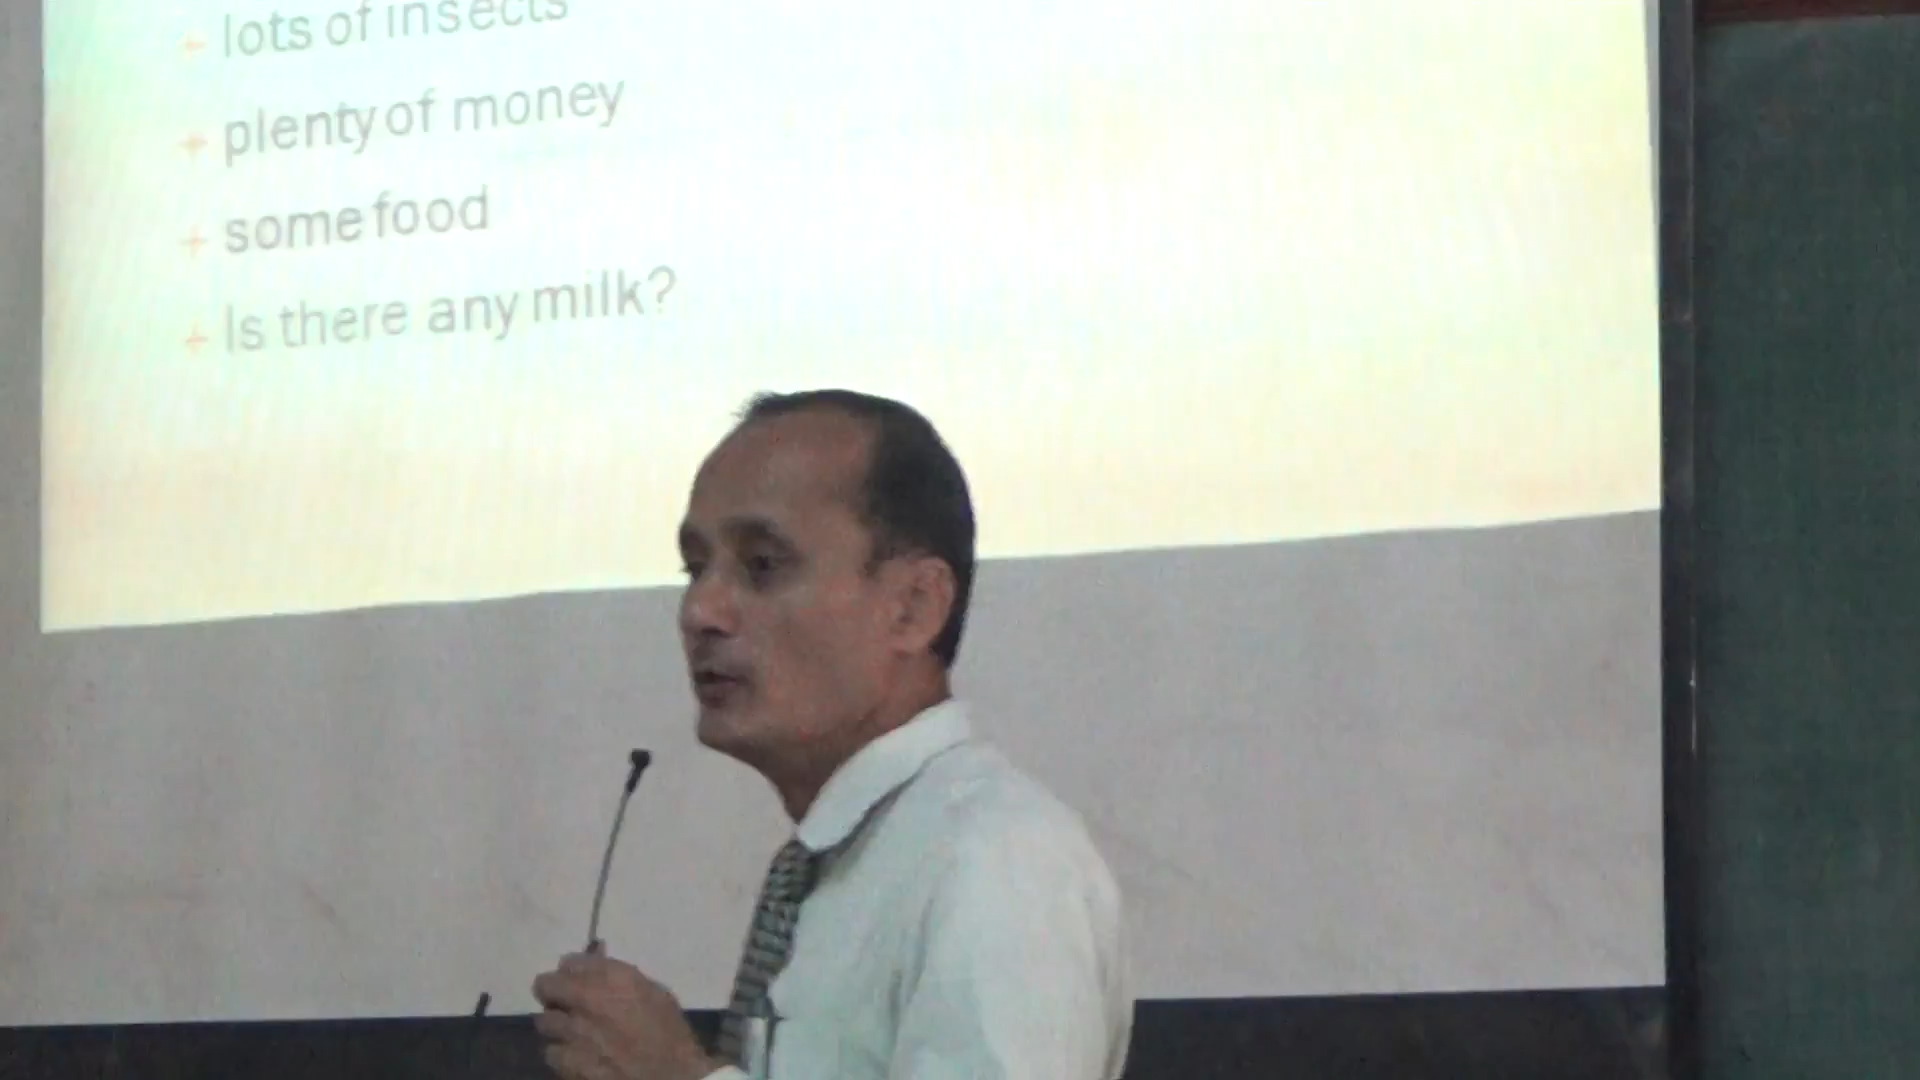 lots of insects
plenty of money
some food
Is there any milk?